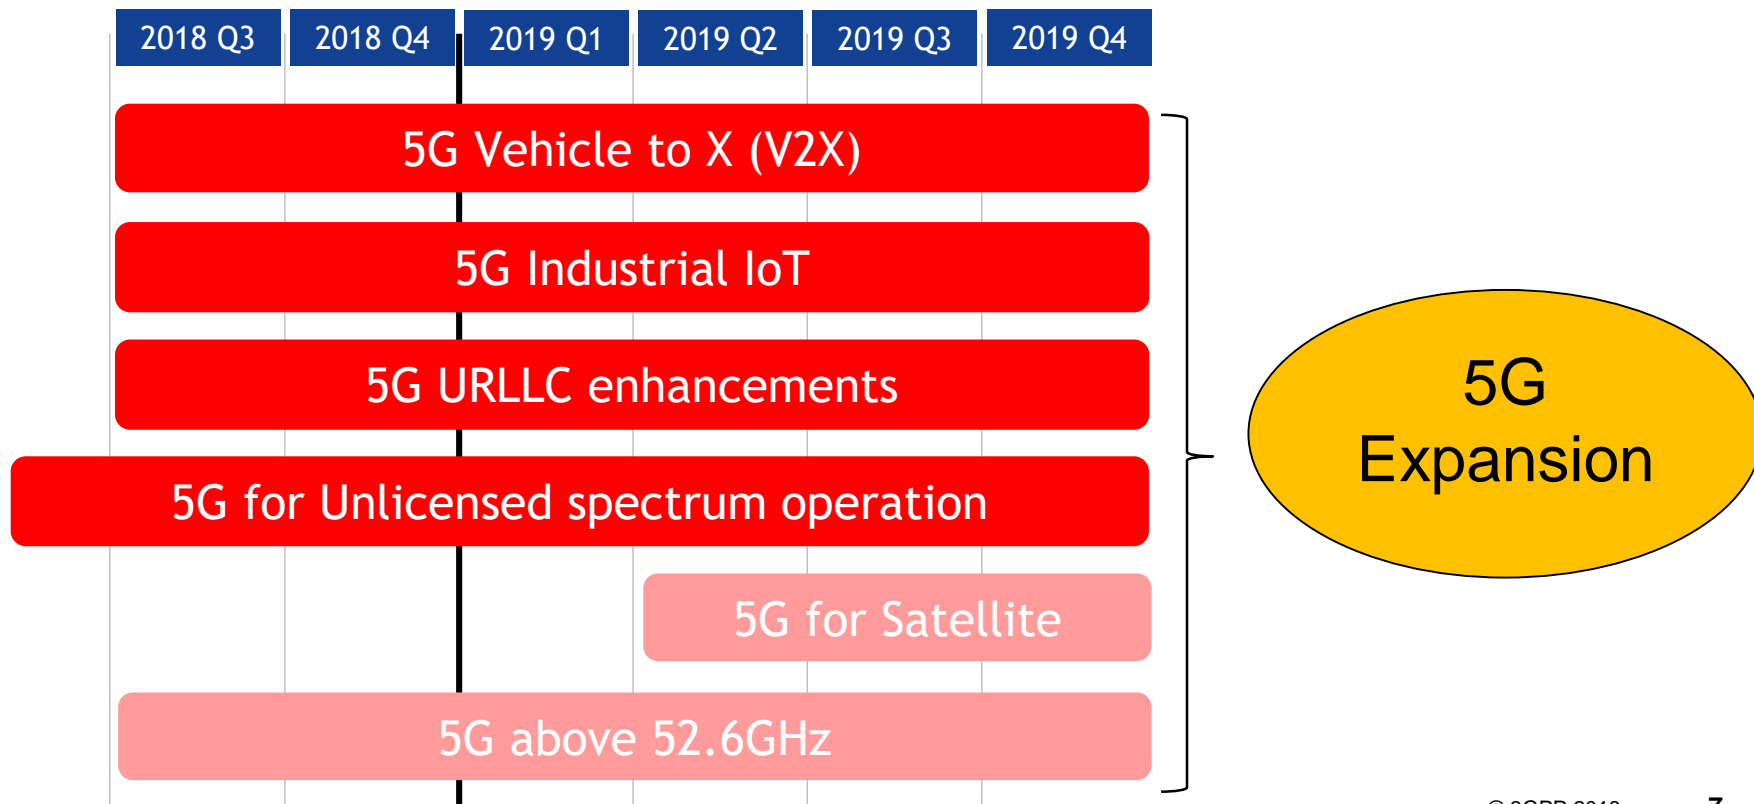 2018 Q3 2018 Q4 2019 Q1 2019 Q2 2019 Q3 2019 Q4
5G Vehicle to X (V2X)
5G Industrial IoT
5G URLLC enhancements
5G for Unlicensed spectrum operation
5G for Satellite
5G above 52.6GHz
5G
Expansion